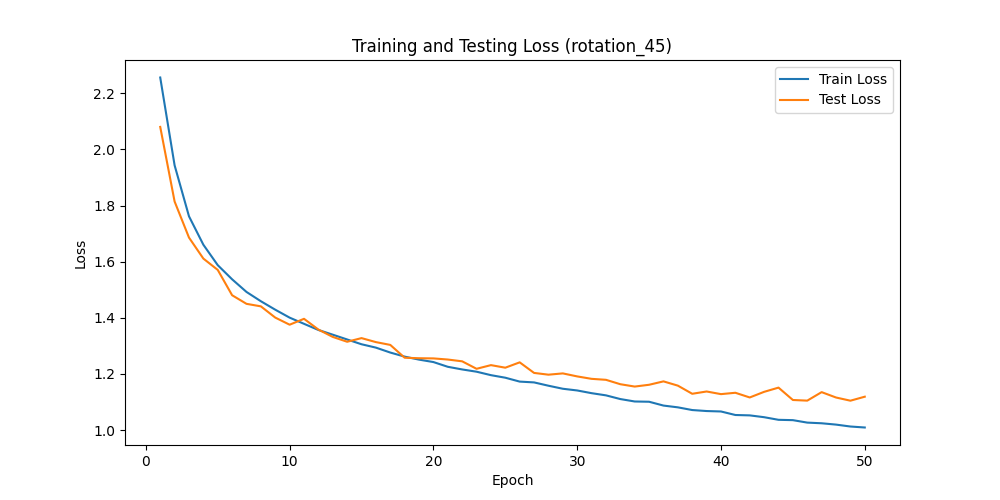 Training and Testing Loss (rotation_45)
Train Loss
Test Loss
2.2
2.0
1.8
1.6
1.4
1.2
1.0
Loss
0 10 20 30 40 50
Epoch